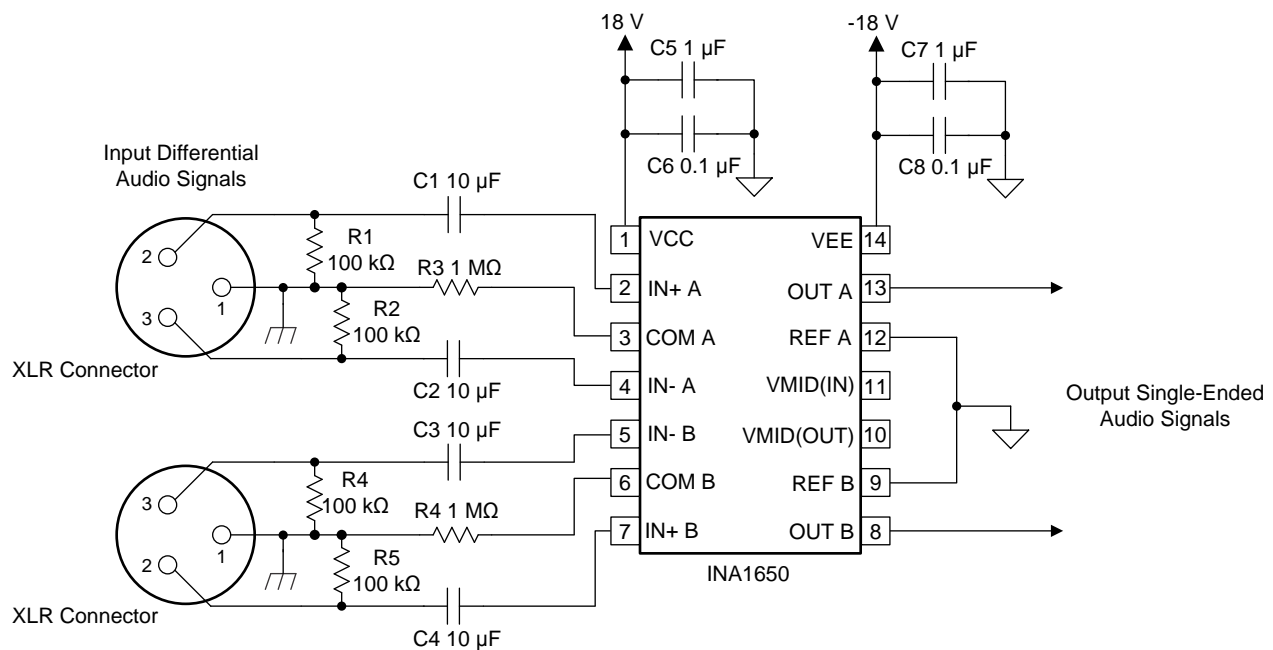 18 V
-18 V
C5 1 µF
C7 1 µF
C6 0.1 µF
C8 0.1 µF
Input Differential
Audio Signals
C1 10 µF
R1
100 kΩ
R3 1 MΩ
R2
100 kΩ
C2 10 µF
2
1
3
XLR Connector
C3 10 µF
R4
100 kΩ
R4 1 MΩ
R5
100 kΩ
C4 10 µF
3
1
2
XLR Connector
1 VCC
2 IN+ A
3 COM A
4 IN- A
5 IN- B
6 COM B
7 IN+ B
VEE 14
OUT A 13
REF A 12
VMID(IN) 11
VMID(OUT) 10
REF B 9
OUT B 8
INA1650
Output Single-Ended
Audio Signals